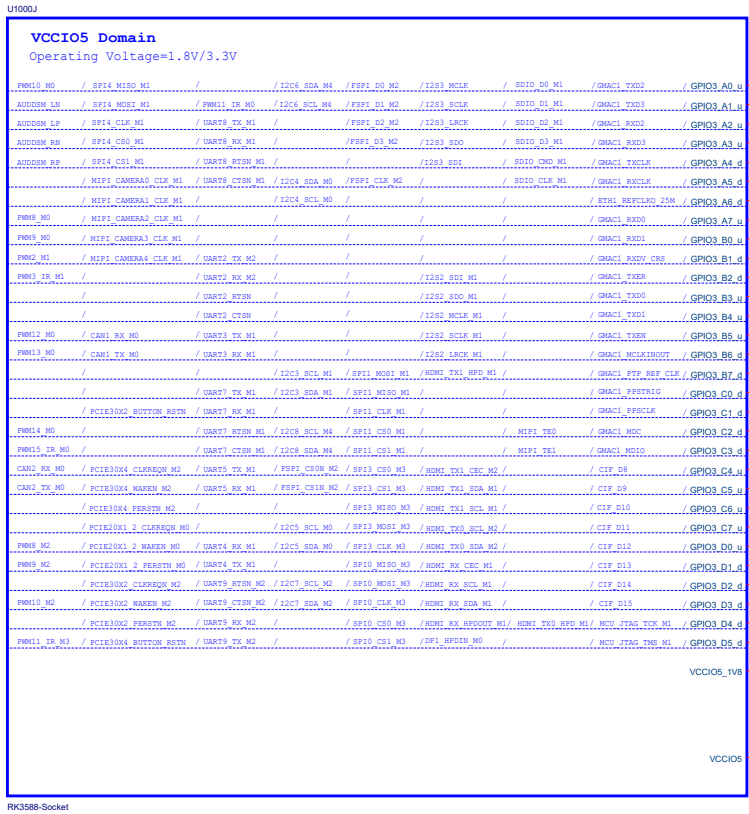 U1000J
VCCIO5 Domain
Operating Voltage=1.8V/3.3V
PWM10_M0 / SPI4_MISO_M1 / / I2C6_SDA_M4 /FSPI_D0_M2 /I2S3_MCLK / SDIO_D0_M1 /GMAC1_TXD2 / GPIO3_A0_u
AUDDSM_LN / SPI4_MOSI_M1 /PWM11_IR_M0 /I2C6_SCL_M4 /FSPI_D1_M2 /I2S3_SCLK / SDIO_D1_M1 /GMAC1_TXD3 / GPIO3_A1_u
AUDDSM_LP / SPI4_CLK_M1 / UART8_TX_M1 / /FSPI_D2_M2 /I2S3_LRCK / SDIO_D2_M1 /GMAC1_RXD2 / GPIO3_A2_u
AUDDSM_RN / SPI4_CS0_M1 / UART8_RX_M1 / /FSPI_D3_M2 /I2S3_SDO / SDIO_D3_M1 /GMAC1_RXD3 / GPIO3_A3_u
AUDDSM_RP / SPI4_CS1_M1 / UART8_RTSN_M1 / / /I2S3_SDI / SDIO_CMD_M1 / GMAC1_TXCLK / GPIO3_A4_d
/ MIPI_CAMERA0_CLK_M1 / UART8_CTSN_M1 / I2C4_SDA_M0 /FSPI_CLK_M2 / / SDIO_CLK_M1 / GMAC1_RXCLK / GPIO3_A5_d
/ MIPI_CAMERA1_CLK_M1 / / I2C4_SCL_M0 / / / / ETH1_REFCLKO_25M / GPIO3_A6_d
PWM8_M0 / MIPI_CAMERA2_CLK_M1 / / / / / / GMAC1_RXD0 / GPIO3_A7_u
PWM9_M0 / MIPI_CAMERA3_CLK_M1 / / / / / / GMAC1_RXD1 / GPIO3_B0_u
PWM2_M1 / MIPI_CAMERA4_CLK_M1 / UART2_TX_M2 / / / / / GMAC1_RXDV_CRS / GPIO3_B1_d
PWM3_IR_M1 / / UART2_RX_M2 / / /I2S2_SDI_M1 / / GMAC1_TXER / GPIO3_B2_d
/ / UART2_RTSN / / /I2S2_SDO_M1 / / GMAC1_TXD0 / GPIO3_B3_u
/ / UART2_CTSN / / /I2S2_MCLK_M1 / / GMAC1_TXD1 / GPIO3_B4_u
PWM12_M0 / CAN1_RX_M0 / UART3_TX_M1 / / /I2S2_SCLK_M1 / / GMAC1_TXEN / GPIO3_B5_u
PWM13_M0 / CAN1_TX_M0 / UART3_RX_M1 / / /I2S2_LRCK_M1 / / GMAC1_MCLKINOUT / GPIO3_B6_d
/ / / I2C3_SCL_M1 / SPI1_MOSI_M1 /HDMI_TX1_HPD_M1 / / GMAC1_PTP_REF_CLK / GPIO3_B7_d
/ / UART7_TX_M1 / I2C3_SDA_M1 / SPI1_MISO_M1 / / / GMAC1_PPSTRIG / GPIO3_C0_d
/ PCIE30X2_BUTTON_RSTN / UART7_RX_M1 / / SPI1_CLK_M1 / / / GMAC1_PPSCLK / GPIO3_C1_d
PWM14_M0 / / UART7_RTSN_M1 / I2C8_SCL_M4 / SPI1_CS0_M1 / / MIPI_TE0 / GMAC1_MDC / GPIO3_C2_d
PWM15_IR_M0 / / UART7_CTSN_M1 / I2C8_SDA_M4 / SPI1_CS1_M1 / / MIPI_TE1 / GMAC1_MDIO / GPIO3_C3_d
CAN2_RX_M0 / PCIE30X4_CLKREQN_M2 / UART5_TX_M1 / FSPI_CS0N_M2 / SPI3_CS0_M3 /HDMI_TX1_CEC_M2 / / CIF_D8 / GPIO3_C4_u
CAN2_TX_M0 / PCIE30X4_WAKEN_M2 / UART5_RX_M1 / FSPI_CS1N_M2 / SPI3_CS1_M3 /HDMI_TX1_SDA_M1 / / CIF_D9 / GPIO3_C5_u
/ PCIE30X4_PERSTN_M2 / / / SPI3_MISO_M3 /HDMI_TX1_SCL_M1 / / CIF_D10 / GPIO3_C6_u
/ PCIE20X1_2_CLKREQN_M0 / / I2C5_SCL_M0 / SPI3_MOSI_M3 /HDMI_TX0_SCL_M2 / / CIF_D11 / GPIO3_C7_u
PWM8_M2 / PCIE20X1_2_WAKEN_M0 / UART4_RX_M1 / I2C5_SDA_M0 / SPI3_CLK_M3 /HDMI_TX0_SDA_M2 / / CIF_D12 / GPIO3_D0_u
PWM9_M2 / PCIE20X1_2_PERSTN_M0 / UART4_TX_M1 / / SPI0_MISO_M3 /HDMI_RX_CEC_M1 / / CIF_D13 / GPIO3_D1_d
/ PCIE30X2_CLKREQN_M2 / UART9_RTSN_M2 / I2C7_SCL_M2 / SPI0_MOSI_M3 /HDMI_RX_SCL_M1 / / CIF_D14 / GPIO3_D2_d
PWM10_M2 / PCIE30X2_WAKEN_M2 / UART9_CTSN_M2 / I2C7_SDA_M2 / SPI0_CLK_M3 /HDMI_RX_SDA_M1 / / CIF_D15 / GPIO3_D3_d
/ PCIE30X2_PERSTN_M2 / UART9_RX_M2 / / SPI0_CS0_M3 /HDMI_RX_HPDOUT_M1/ HDMI_TX0_HPD_M1/ MCU_JTAG_TCK_M1 / GPIO3_D4_d
PWM11_IR_M3 / PCIE30X4_BUTTON_RSTN / UART9_TX_M2 / / SPI0_CS1_M3 /DP1_HPDIN_M0 / / MCU_JTAG_TMS_M1 / GPIO3_D5_d
VCCIO5_1V8
VCCIO5
RK3588-Socket